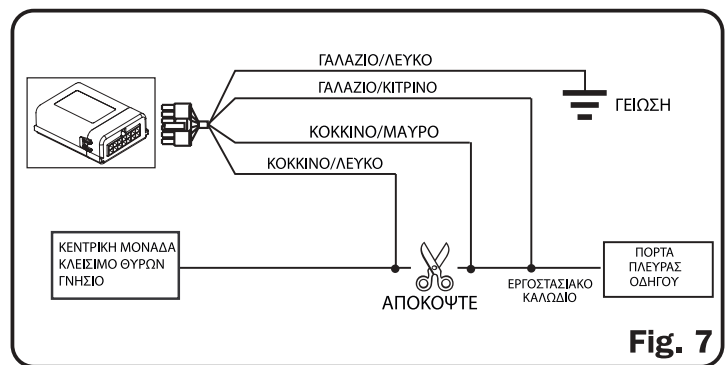 ΓΑΛΑΖΙΟ/ΛΕΥΚΟ
ΓΑΛΑΖΙΟ/ΚΙΤΡΙΝΟ
ΓΕΙΩΣΗ
ΚΟΚΚΙΝΟ/ΜΑΥΡΟ
ΚΟΚΚΙΝΟ/ΛΕΥΚΟ
ΚΕΝΤΡΙΚΗ ΜΟΝΑΔΑ
ΚΛΕΙΣΙΜΟ ΘΥΡΩΝ
ΓΝΗΣΙΟ
ΑΠΟΚΟΨΤΕ
ΕΡΓΟΣΤΑΣΙΑΚΟ
ΚΑΛΩΔΙΟ
ΠΟΡΤΑ
ΠΛΕΥΡΑΣ
ΟΔΗΓΟΥ
Fig. 7